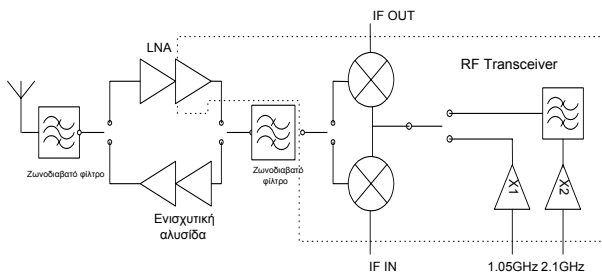 IF OUT
LNA
RF Transceiver
Ζωνοδιαβατό φίλτρο
Ζωνοδιαβατό
φίλτρο
Ενισχυτική
αλυσίδα
X1
X2
IF IN
1.05GHz 2.1GHz